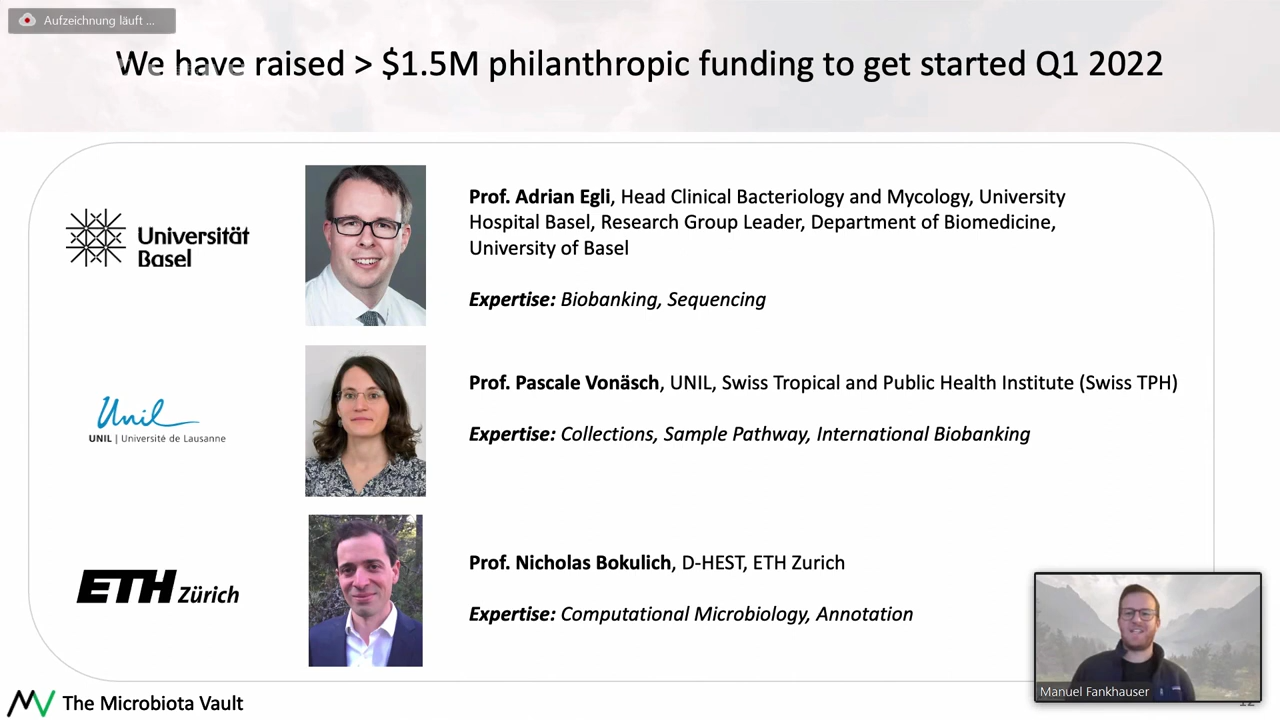 Aufzeichnung läuft ...
We have raised > $1.5M philanthropic funding to get started Q1 2022
Universität
Basel
Prof. Adrian Egli, Head Clinical Bacteriology and Mycology, University
Hospital Basel, Research Group Leader, Department of Biomedicine,
University of Basel
Expertise: Biobanking, Sequencing
Unil
UNIL | Université de Lausanne
Prof. Pascale Vonäsch, UNIL, Swiss Tropical and Public Health Institute (Swiss TPH)
Expertise: Collections, Sample Pathway, International Biobanking
ETH Zürich
Prof. Nicholas Bokulich, D-HEST, ETH Zurich
Expertise: Computational Microbiology, Annotation
Manuel Fankhauser
The Microbiota Vault